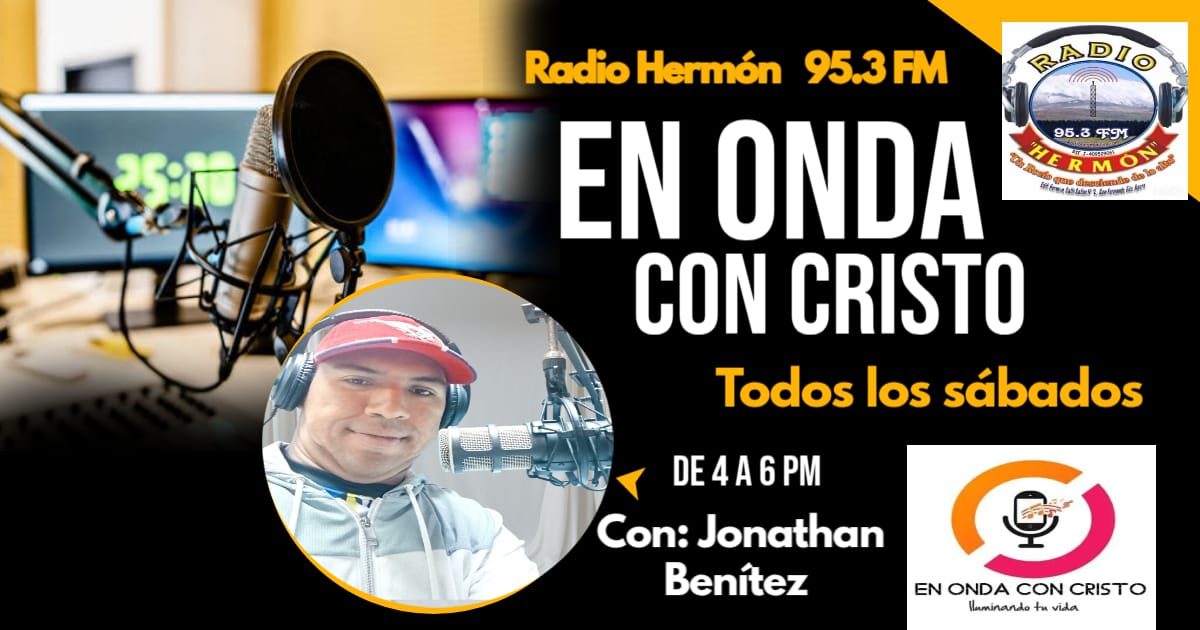 Radio Hermón 95.3 FM
EN ONDA
CON CRISTO
Todos los sábados
DE 4 A 6 PM
Con: Jonathan
Benítez
RADIO
95.3 FM
"HERMÓN"
EN ONDA CON CRISTO
Iluminando tu vida